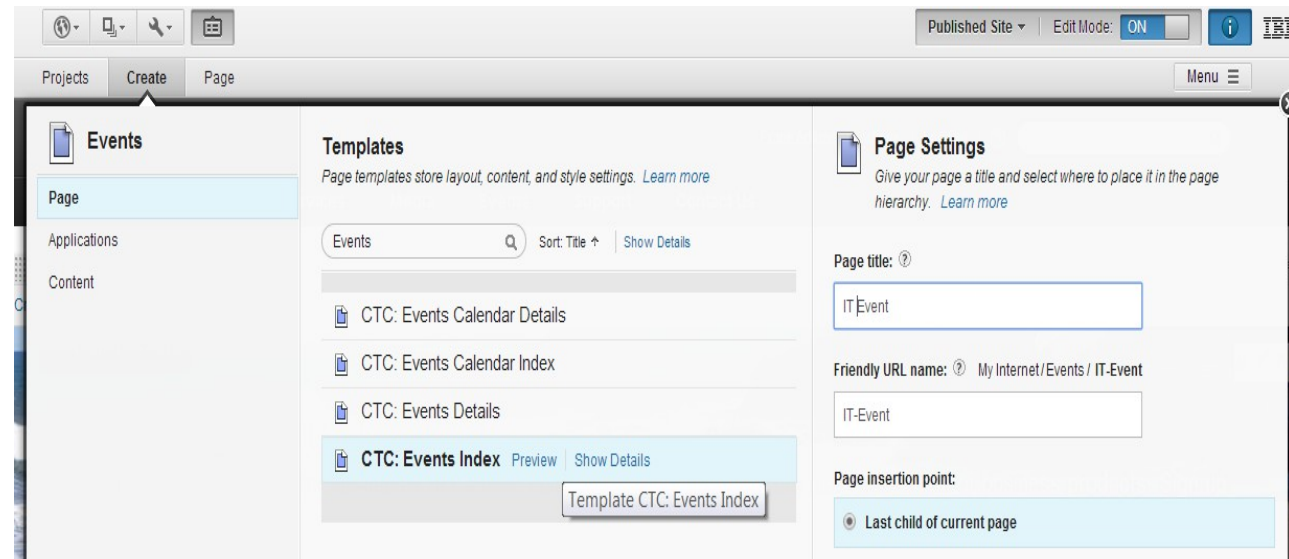 Published Site
Edit Mode: ON
Projects
Create
Page
Menu
Events
Page
Applications
Content
Templates
Page templates store layout, content, and style settings. Learn more
Events
Sort: Title
Show Details
CTC: Events Calendar Details
CTC: Events Calendar Index
CTC: Events Details
CTC: Events Index Preview Show Details
Template CTC: Events Index
Page Settings
Give your page a title and select where to place it in the page
hierarchy. Learn more
Page title: ?
IT Event
Friendly URL name: ? My Internet / Events / IT-Event
IT-Event
Page insertion point:
Last child of current page